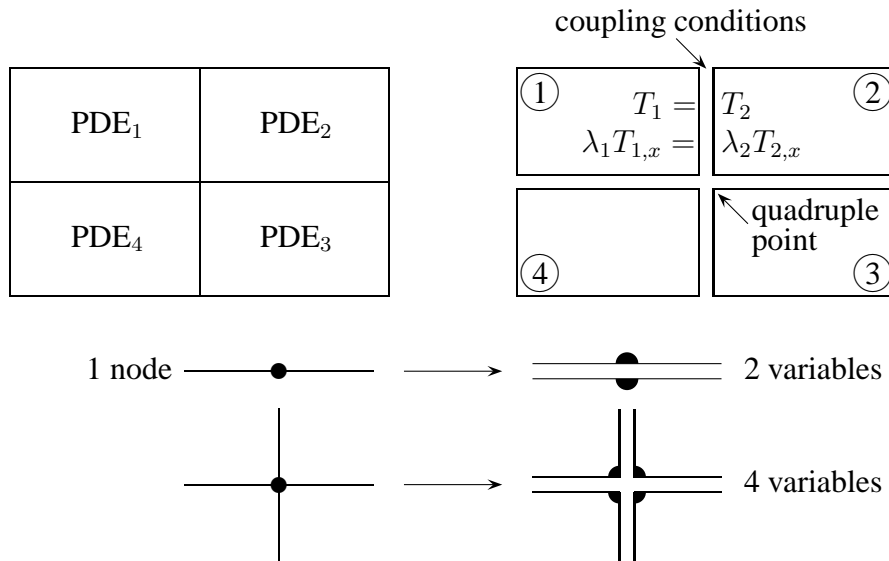 coupling conditions
PDE₁ PDE₂
PDE₄ PDE₃
① ②
T₁ = T₂
λ₁T₁,ₓ = λ₂T₂,ₓ
quadruple
point
④ ③
1 node 2 variables
4 variables